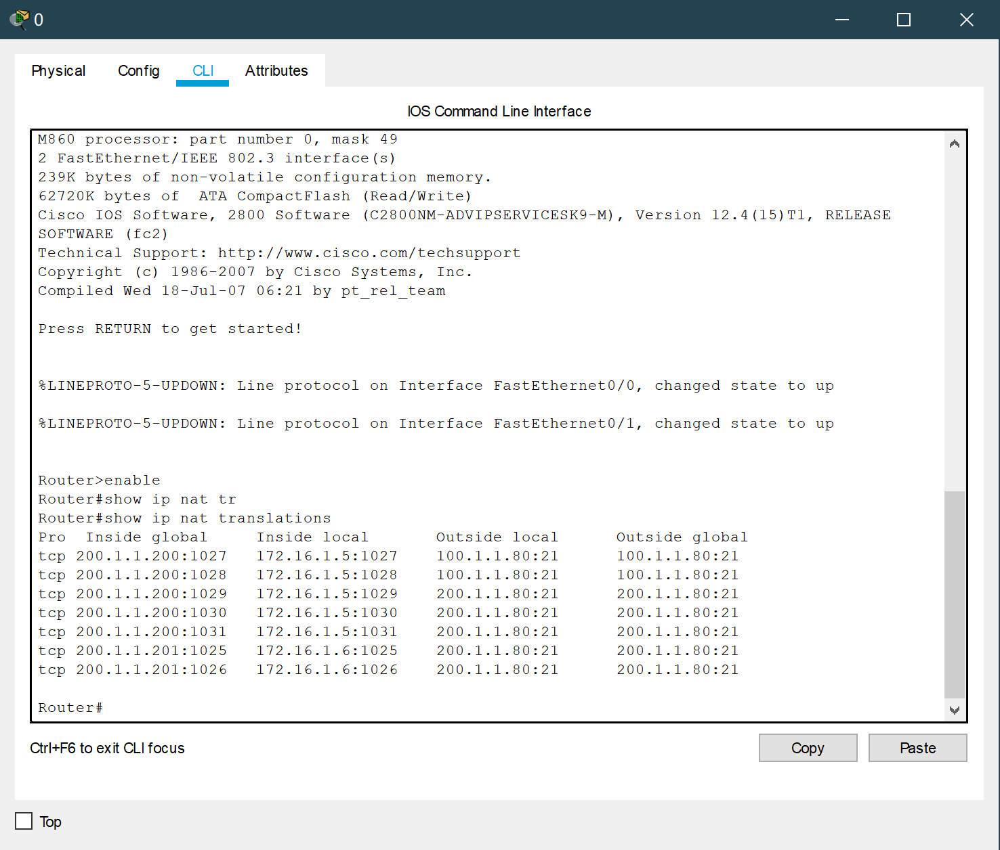 0
Physical Config CLI Attributes
IOS Command Line Interface
M860 processor: part number 0, mask 49
2 FastEthernet/IEEE 802.3 interface(s)
239K bytes of non-volatile configuration memory.
62720K bytes of  ATA CompactFlash (Read/Write)
Cisco IOS Software, 2800 Software (C2800NM-ADVIPSERVICESK9-M), Version 12.4(15)T1, RELEASE
SOFTWARE (fc2)
Technical Support: http://www.cisco.com/techsupport
Copyright (c) 1986-2007 by Cisco Systems, Inc.
Compiled Wed 18-Jul-07 06:21 by pt_rel_team
Press RETURN to get started!
%LINEPROTO-5-UPDOWN: Line protocol on Interface FastEthernet0/0, changed state to up
%LINEPROTO-5-UPDOWN: Line protocol on Interface FastEthernet0/1, changed state to up
Router>enable
Router#show ip nat tr
Router#show ip nat translations
Pro  Inside global     Inside local       Outside local      Outside global
tcp 200.1.1.200:1027   172.16.1.5:1027    100.1.1.80:21      100.1.1.80:21
tcp 200.1.1.200:1028   172.16.1.5:1028    100.1.1.80:21      100.1.1.80:21
tcp 200.1.1.200:1029   172.16.1.5:1029    200.1.1.80:21      200.1.1.80:21
tcp 200.1.1.200:1030   172.16.1.5:1030    200.1.1.80:21      200.1.1.80:21
tcp 200.1.1.200:1031   172.16.1.5:1031    200.1.1.80:21      200.1.1.80:21
tcp 200.1.1.201:1025   172.16.1.6:1025    200.1.1.80:21      200.1.1.80:21
tcp 200.1.1.201:1026   172.16.1.6:1026    200.1.1.80:21      200.1.1.80:21
Router#
Ctrl+F6 to exit CLI focus Copy Paste
Top